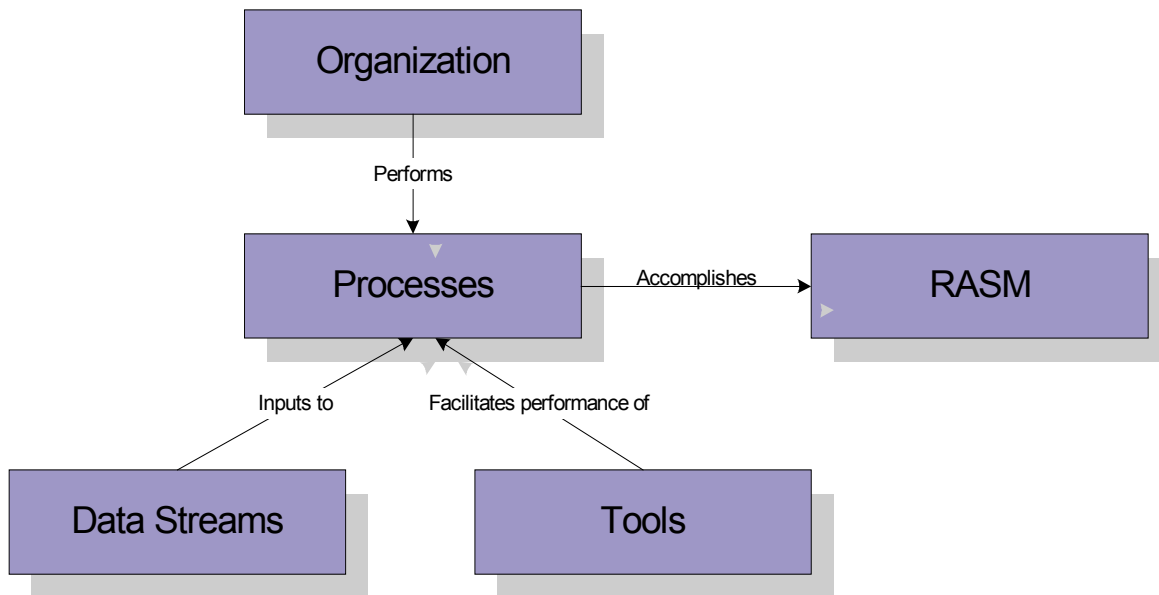 Organization
Performs
Processes
Accomplishes
RASM
Inputs to
Facilitates performance of
Data Streams
Tools